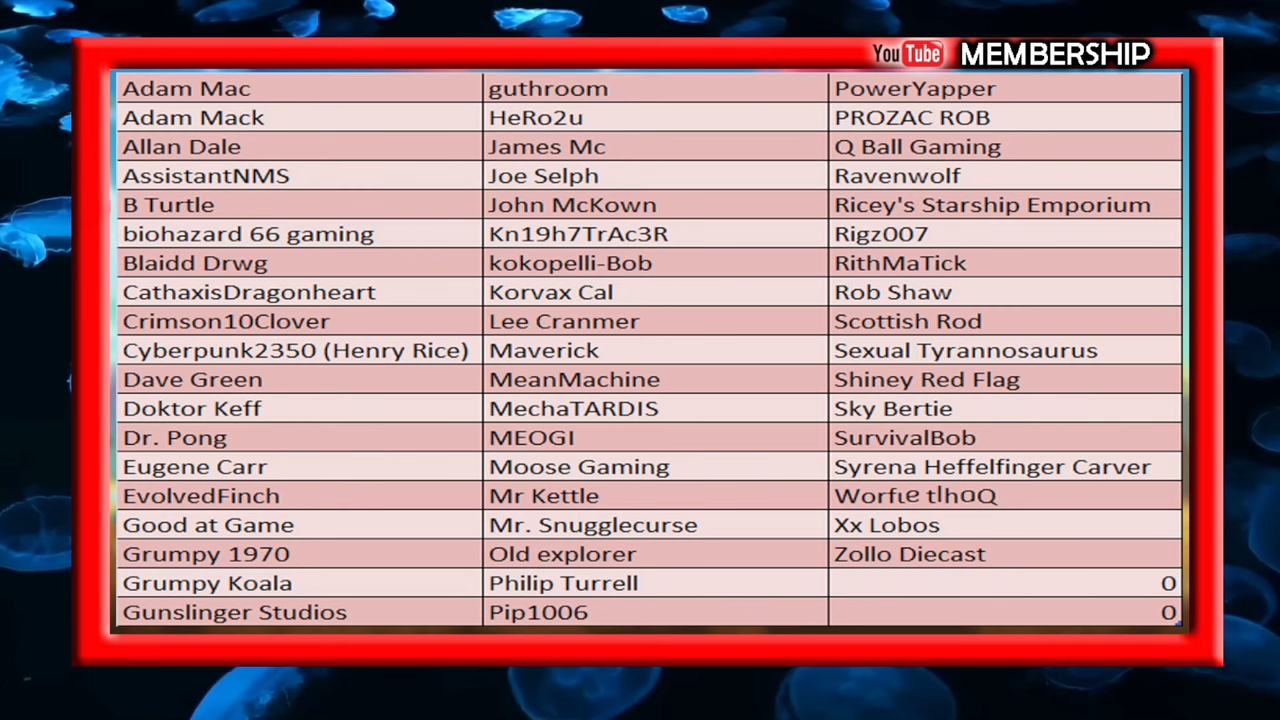 You Tube MEMBERSHIP
Adam Mac guthroom PowerYapper
Adam Mack HeRo2u PROZAC ROB
Allan Dale James Mc Q Ball Gaming
AssistantNMS Joe Selph Ravenwolf
B Turtle John McKown Ricey's Starship Emporium
biohazard 66 gaming Kn19h7TrAc3R Rigz007
Blaidd Drwg kokopelli-Bob RithMaTick
CathaxisDragonheart Korvax Cal Rob Shaw
Crimson10Clover Lee Cranmer Scottish Rod
Cyberpunk2350 (Henry Rice) Maverick Sexual Tyrannosaurus
Dave Green MeanMachine Shiney Red Flag
Doktor Keff MechaTARDIS Sky Bertie
Dr. Pong MEOGI SurvivalBob
Eugene Carr Moose Gaming Syrena Heffelfinger Carver
EvolvedFinch Mr Kettle
Good at Game Mr. Snugglecurse Xx Lobos
Grumpy 1970 Old explorer Zollo Diecast
Grumpy Koala Philip Turrell 0
Gunslinger Studios Pip1006 0